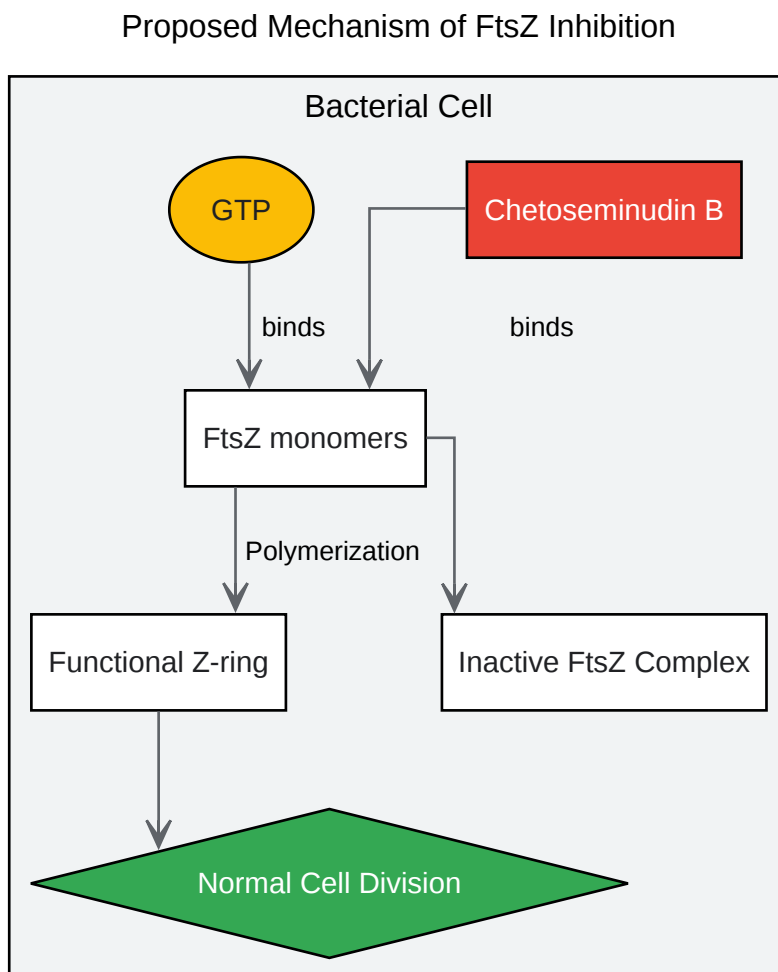 Proposed Mechanism of FtsZ Inhibition
Bacterial Cell
GTP
Chetoseminudin B
binds
binds
FtsZ monomers
Polymerization
Functional Z-ring
Inactive FtsZ Complex
Normal Cell Division